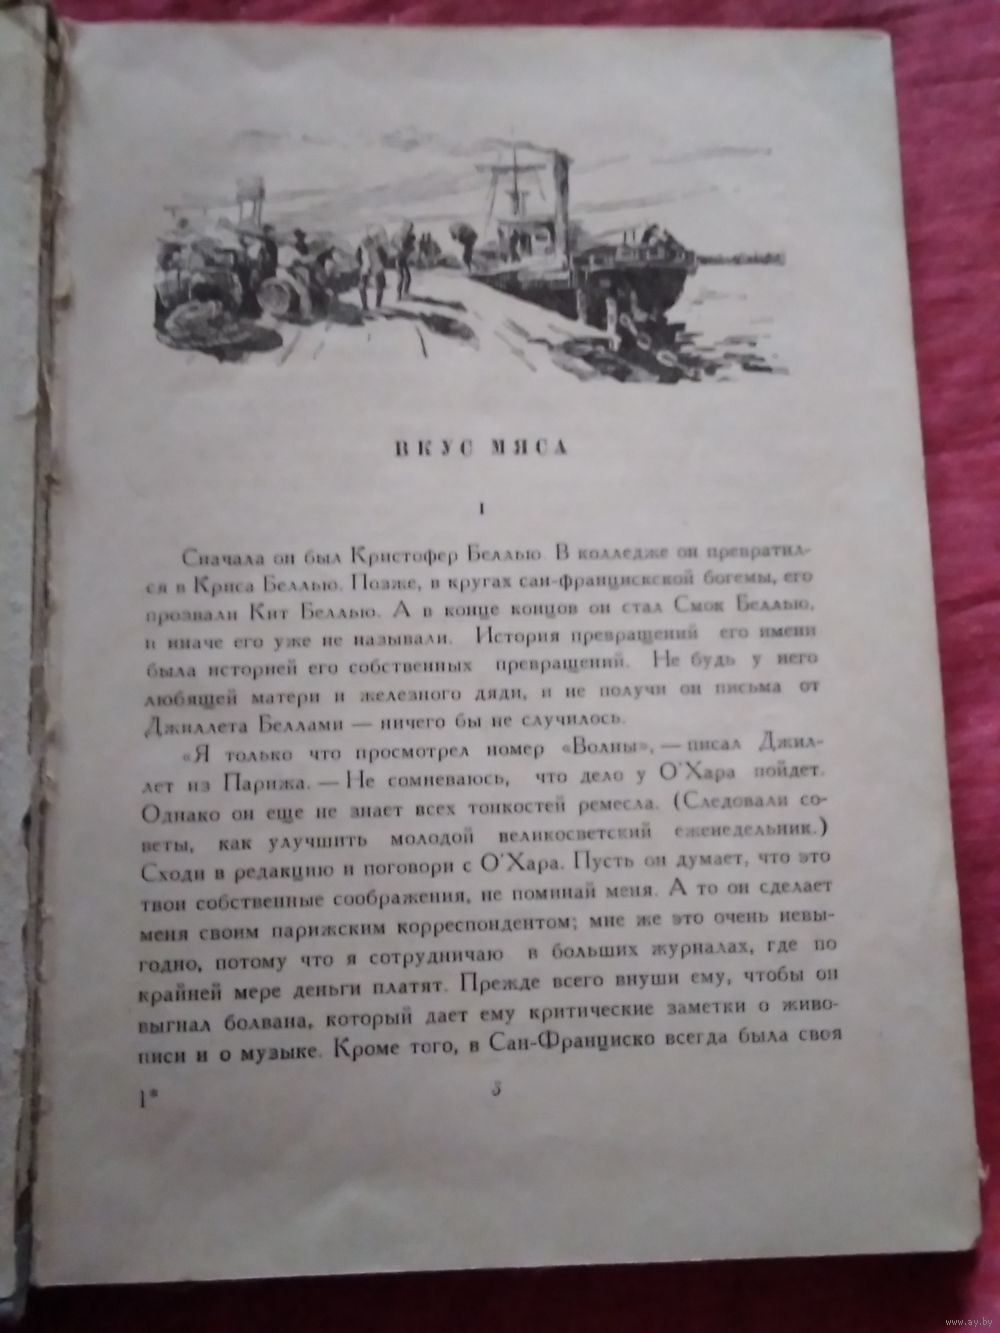 ВКУС МЯСА
I
Сначала он был Кристофер Беллью. В колледже он превратил-
ся в Криса Беллью. Позже, в кругах сан-францискской богемы, его
прозвали Кит Беллью. А в конце концов он стал Смок Беллью,
и иначе его уже не называли. История превращений его имени
была историей его собственных превращений. Не будь у него
любящей матери и железного дяди, и не получи он письма от
Джиллета Беллами — ничего бы не случилось.
«Я только что просмотрел номер «Волны», — писал Джил-
лет из Парижа. — Не сомневаюсь, что дело у О'Хара пойдет.
Однако он еще не знает всех тонкостей ремесла. (Следовали со-
веты, как улучшить молодой великосветский еженедельник.)
Сходи в редакцию и поговори с О'Хара. Пусть он думает, что это
твои собственные соображения, не поминай меня. А то он сделает
меня своим парижским корреспондентом; мне же это очень невы-
годно, потому что я сотрудничаю в больших журналах, где по
крайней мере деньги платят. Прежде всего внуши ему, чтобы он
выгнал болвана, который дает ему критические заметки о живо-
писи и о музыке. Кроме того, в Сан-Франциско всегда была своя
1* 3
www.ay.by